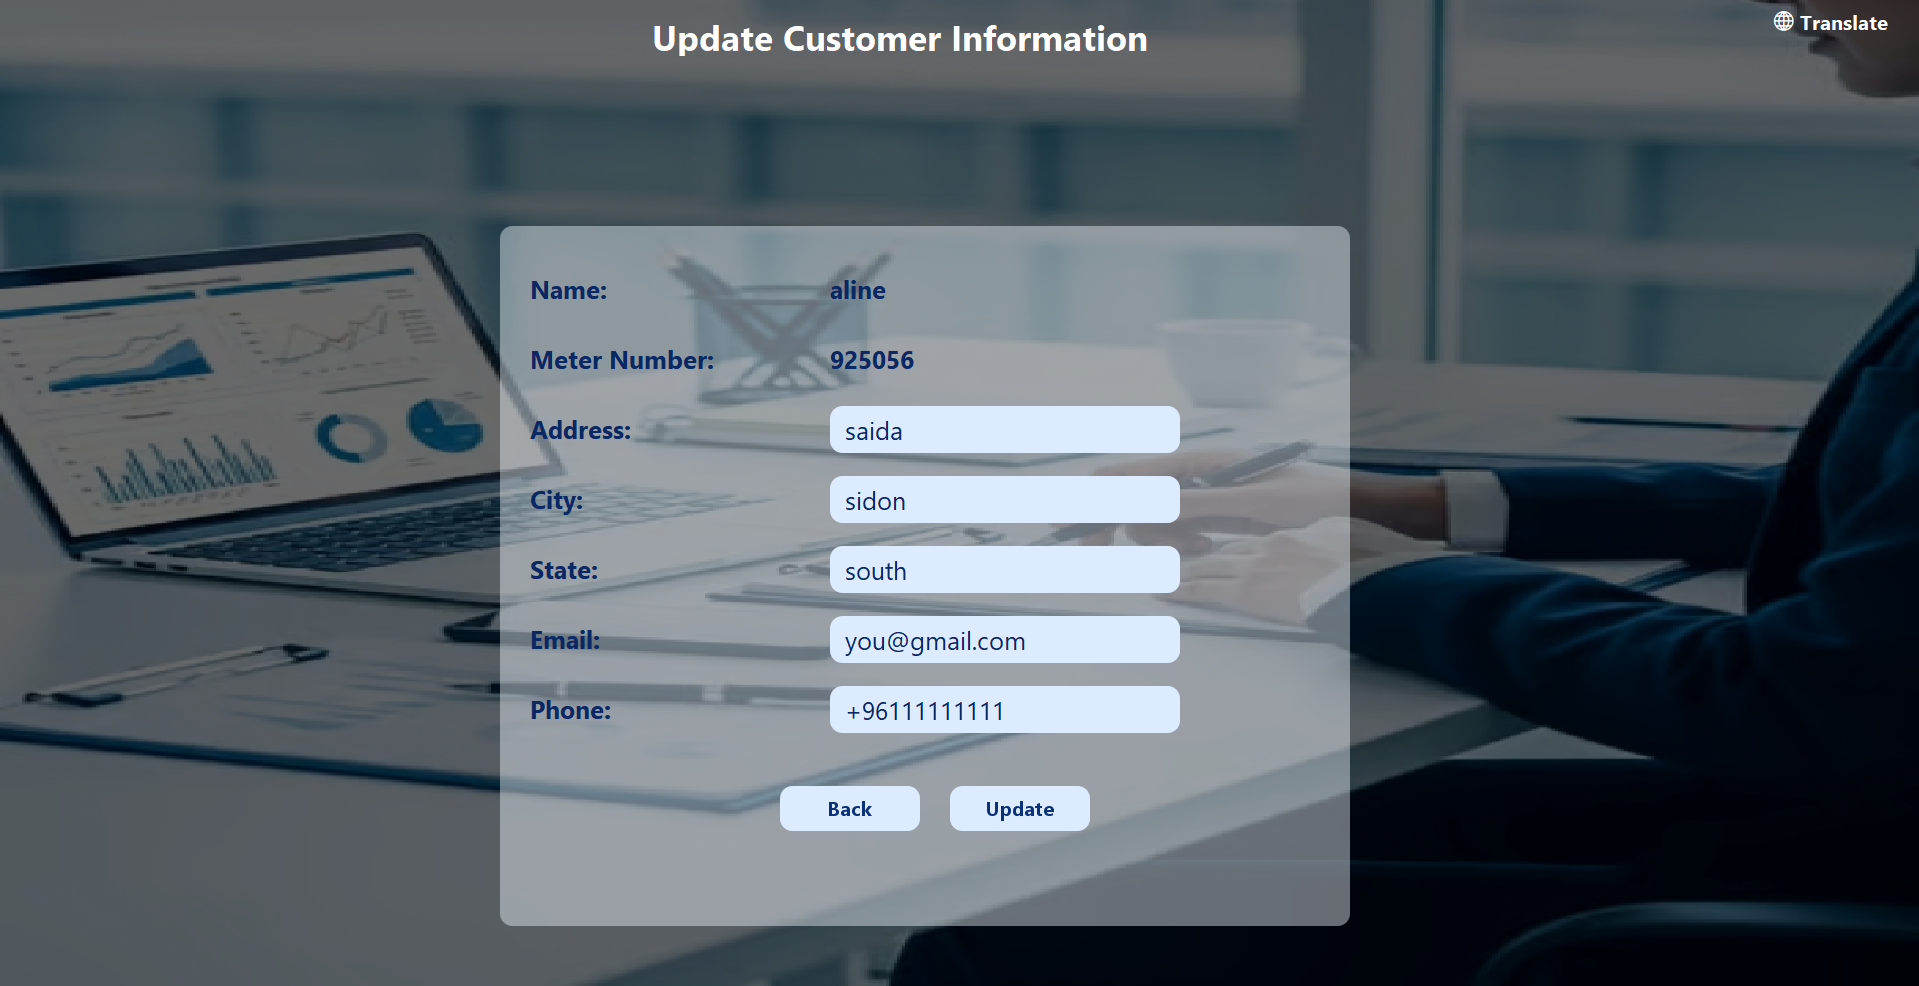 Update Customer Information
Translate
Name: aline
Meter Number: 925056
Address: saida
City: sidon
State: south
Email: you@gmail.com
Phone: +96111111111
Back Update